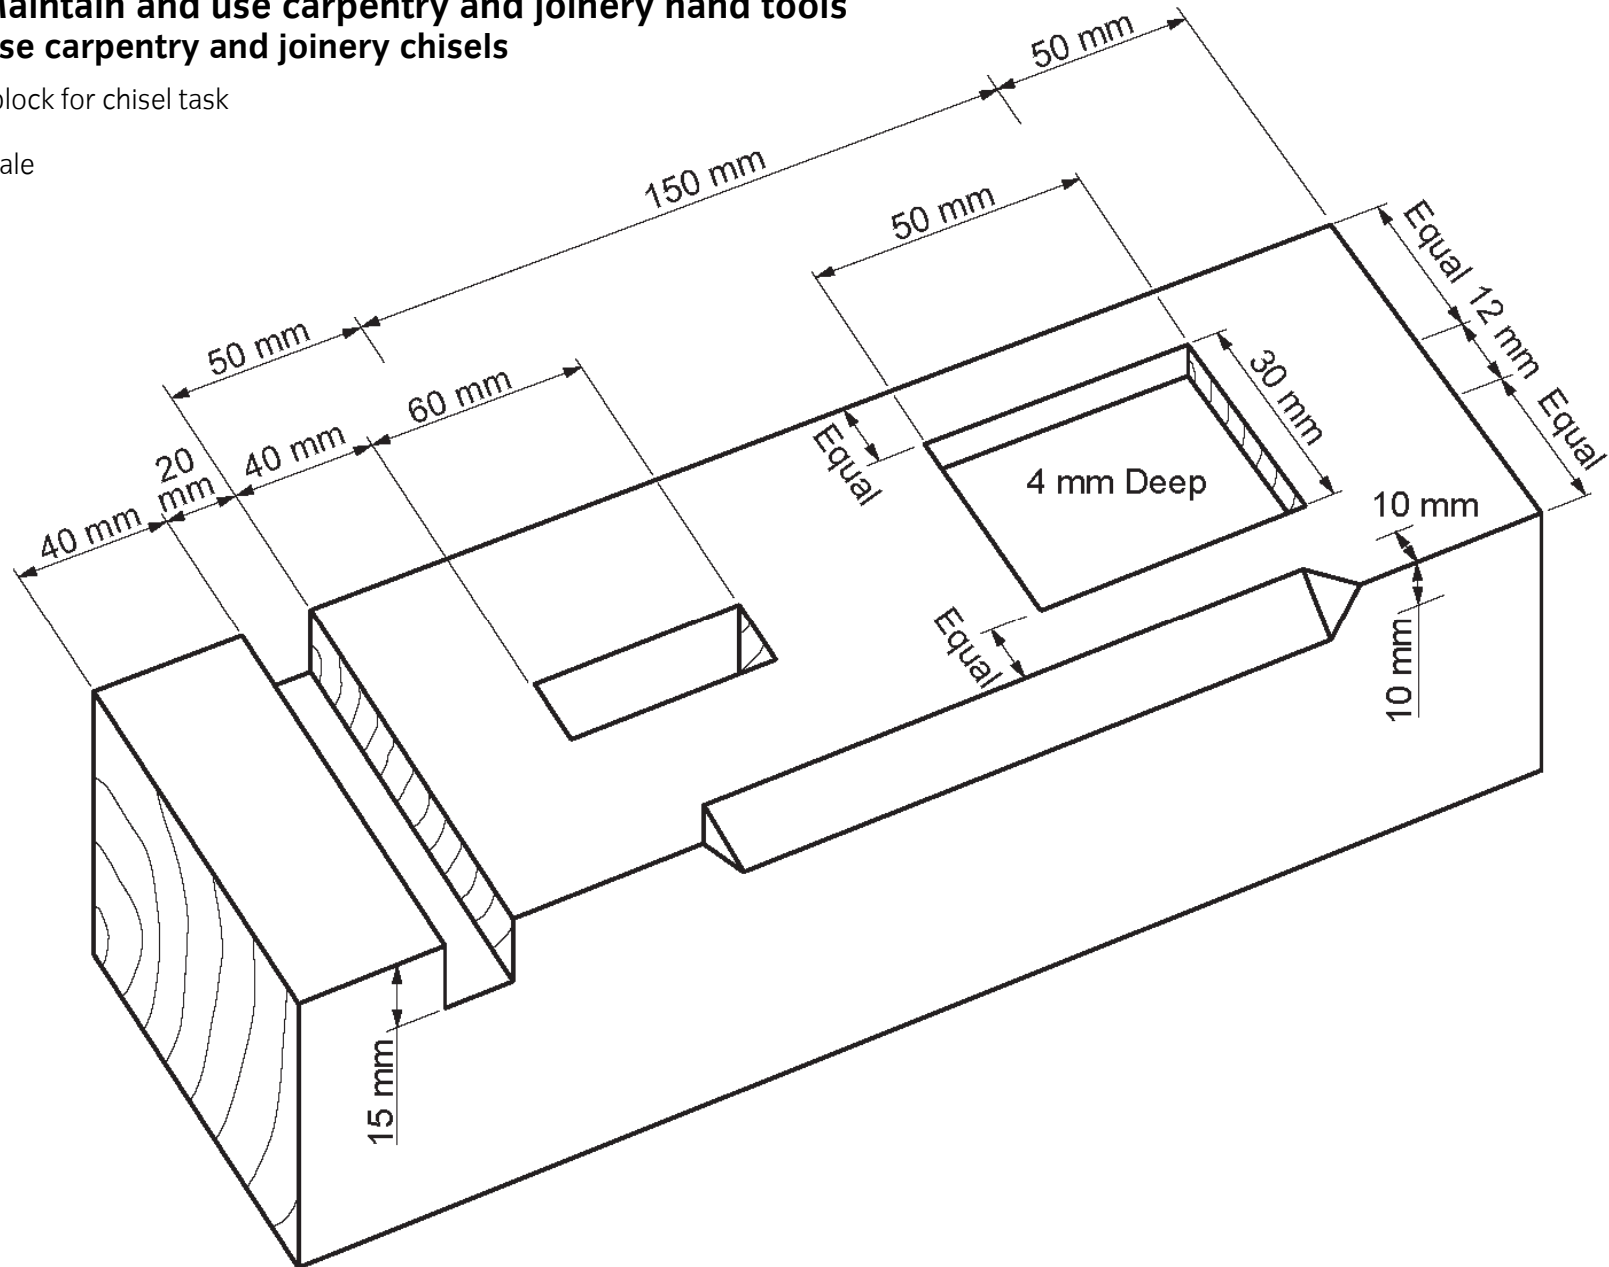 aintain and use carpentry and joinery hand tools
se carpentry and joinery chisels
lock for chisel task
ale
50 mm
150 mm
50 mm
50 mm
60 mm
40 mm
20
mm
40 mm
Equal
12 mm
Equal
30 mm
Equal
4 mm Deep
10 mm
Equal
10 mm
15 mm